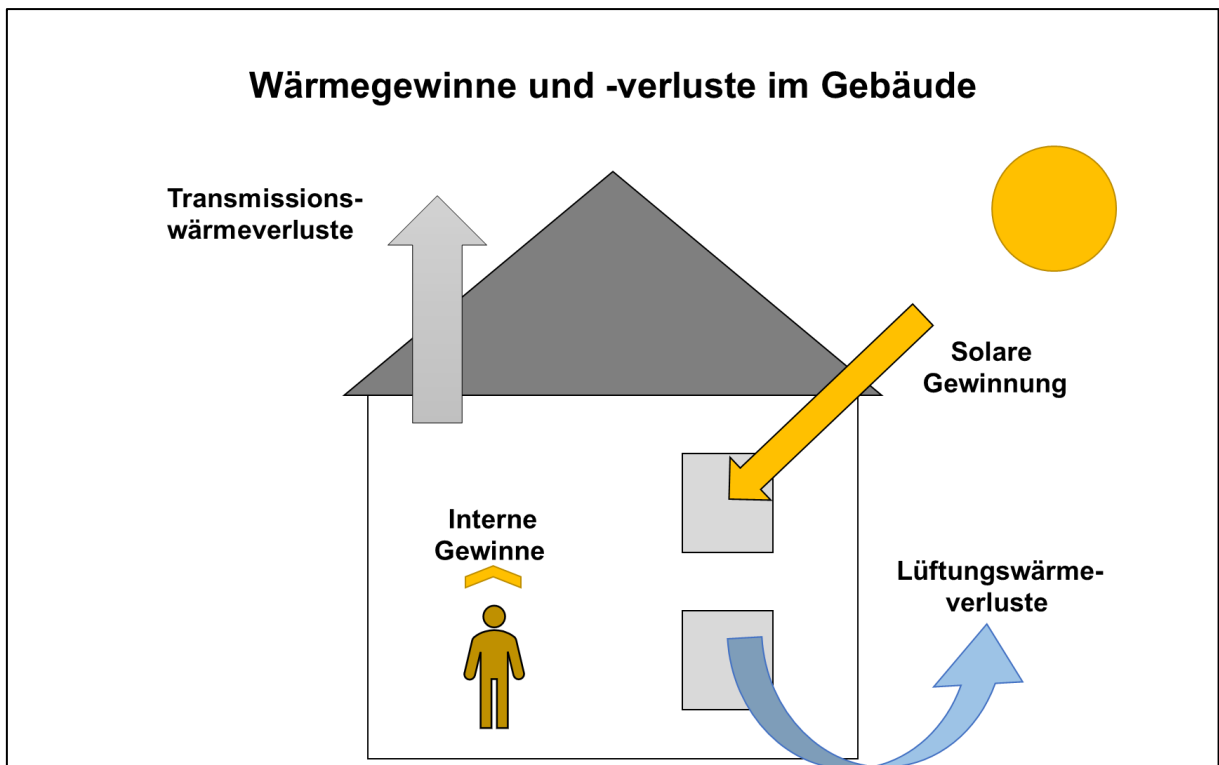 Wärmegewinne und -verluste im Gebäude
Transmissions-
wärmeverluste
Solare
Gewinnung
Interne
Gewinne
Lüftungswärme-
verluste